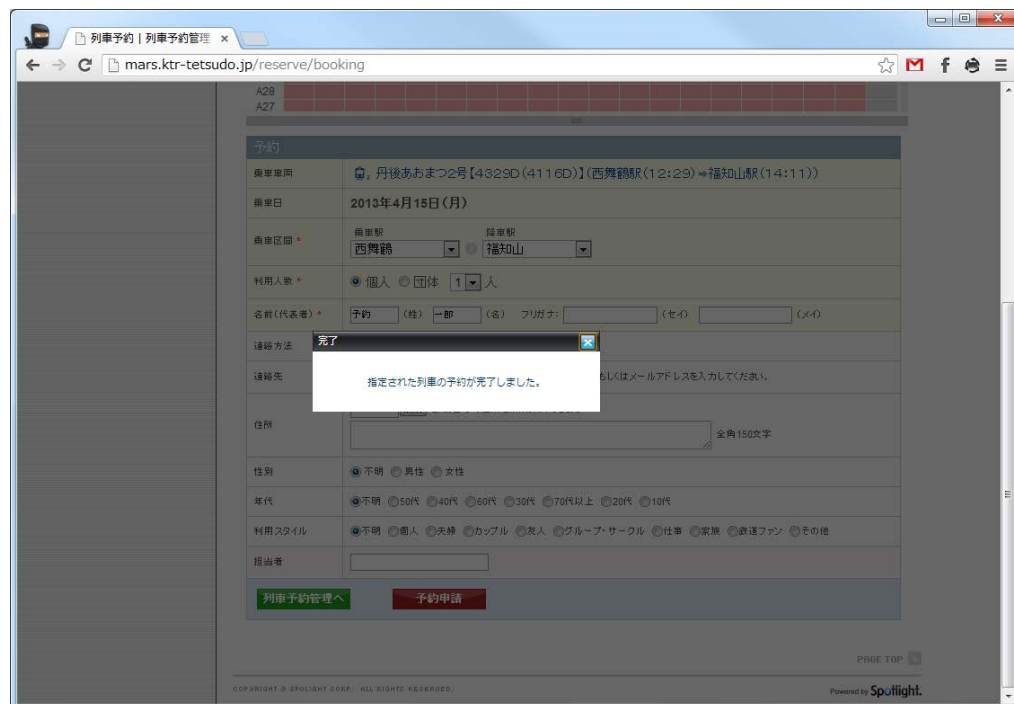 列車予約 | 列車予約管理
mars.ktr-tetsudo.jp/reserve/booking
A28
A27
予約
乗車車両
, 丹後あおまつ2号【4329D(4116D)】(西舞鶴駅(12:29)⇒福知山駅(14:11))
乗車日
2013年4月15日(月)
乗車区間 *
乗車駅 降車駅
西舞鶴 福知山
利用人数 *
個人 団体 1 人
名前(代表者) *
予約 (姓) 一郎 (名) フリガナ: (セイ) (メイ)
連絡方法
完了
指定された列車の予約が完了しました。
連絡先
もしくはメールアドレスを入力してください。
住所
全角150文字
性別
不明 男性 女性
年代
不明 50代 40代 60代 30代 70代以上 20代 10代
利用スタイル
不明 個人 夫婦 カップル 友人 グループ・サークル 仕事 家族 鉄道ファン その他
担当者
列車予約管理へ 予約申請
PAGE TOP
COPYRIGHT © SPOLIGHT CORP. ALL RIGHTS RESERVED.
Powered by Spotlight.